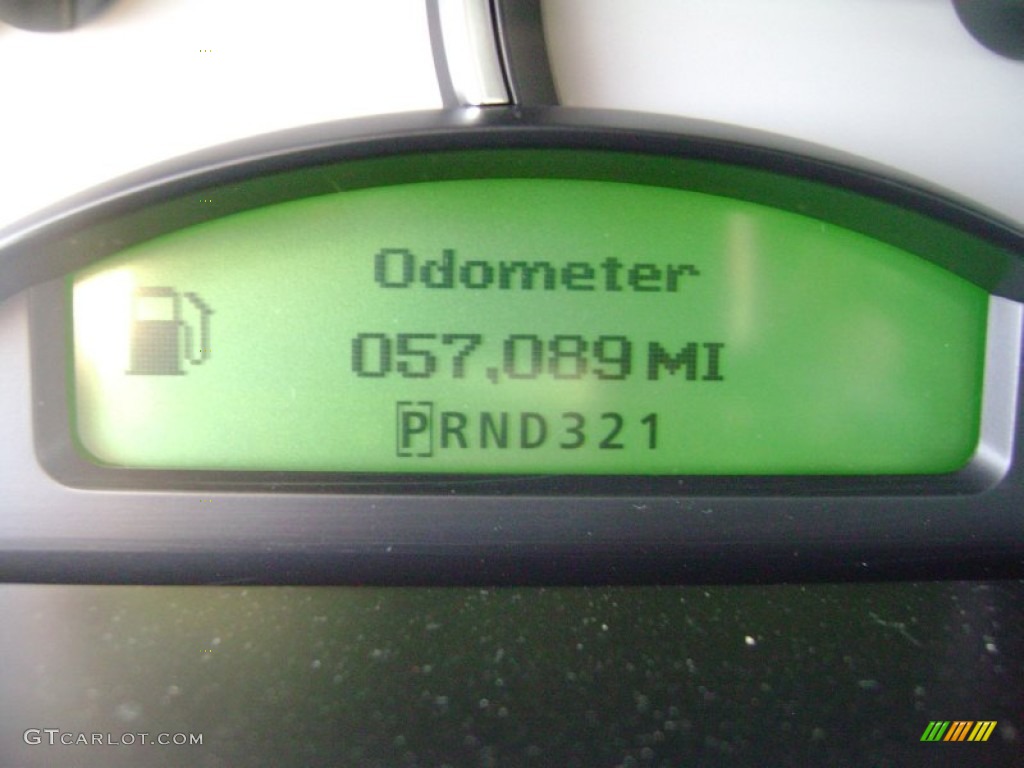 Odometer
057,089 MI
PRND321
GTCARLOT.COM